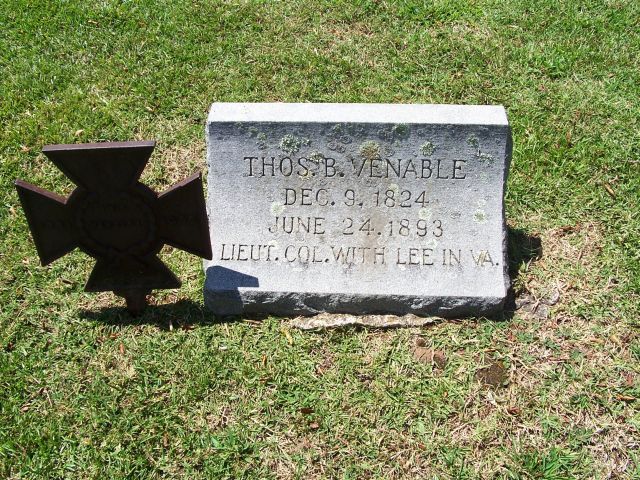 THOS. B. VENABLE
DEC. 9, 1824
JUNE 24, 1893
LIEUT. COL. WITH LEE IN VA.